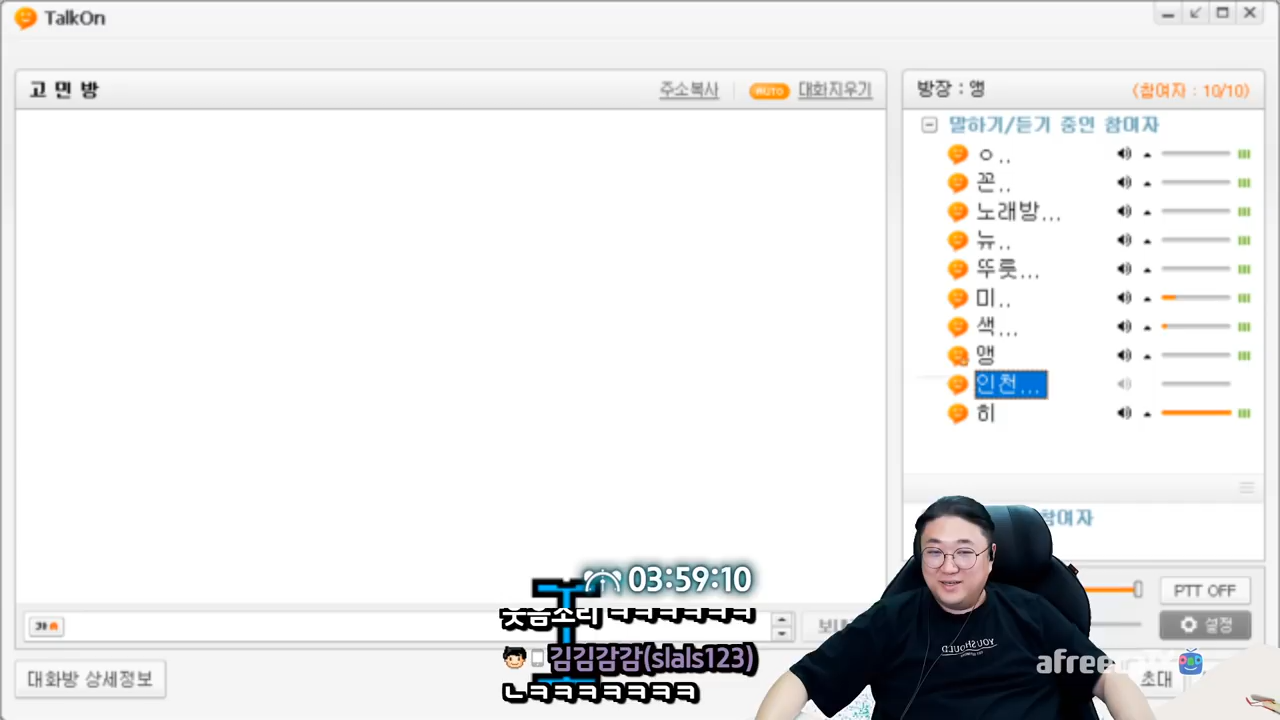 TalkOn
고 민 방
주소복사
AUTO
대화지우기
방장 : 앵
(참여자 : 10/10)
말하기/듣기 중인 참여자
ㅇ..
꼰..
노래방...
뉴..
뚜룻...
미..
색...
앵
인천...
히
참여자
03:59:10
웃음소리 ㅋㅋㅋㅋㅋㅋㅋ
김김감감(slals123)
ㄴㅋㅋㅋㅋㅋㅋㅋ
PTT OFF
설정
초대
대화방 상세정보
YOU SHOULD